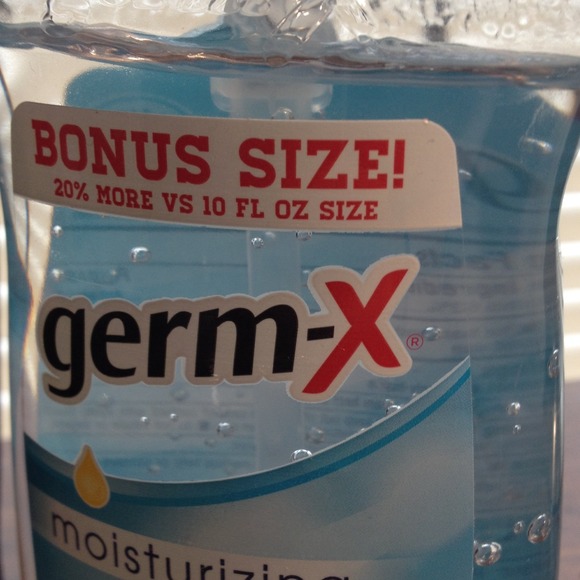 BONUS SIZE!
20% MORE VS 10 FL OZ SIZE
germ-X®
moisturizing